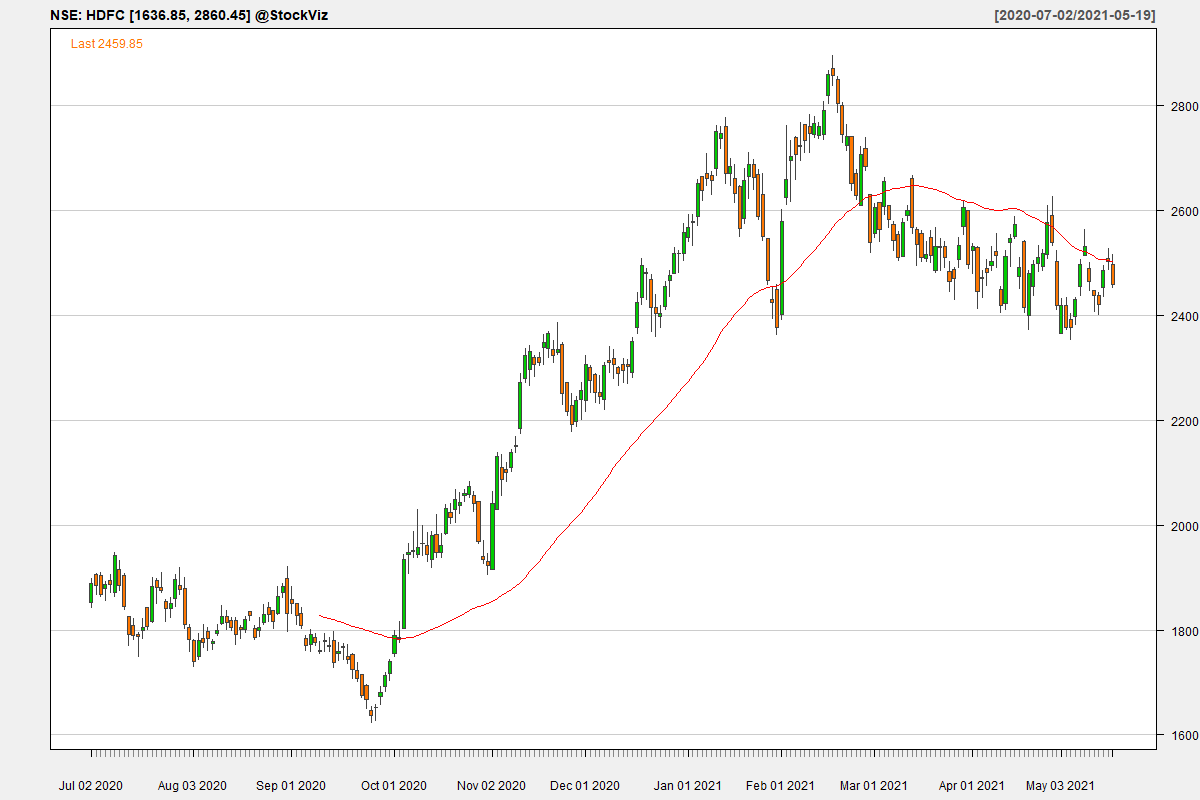 NSE: HDFC [1636.85, 2860.45] @StockViz
[2020-07-02/2021-05-19]
Last 2459.85
2800
2600
2400
2200
2000
1800
1600
Jul 02 2020 Aug 03 2020 Sep 01 2020 Oct 01 2020 Nov 02 2020 Dec 01 2020 Jan 01 2021 Feb 01 2021 Mar 01 2021 Apr 01 2021 May 03 2021